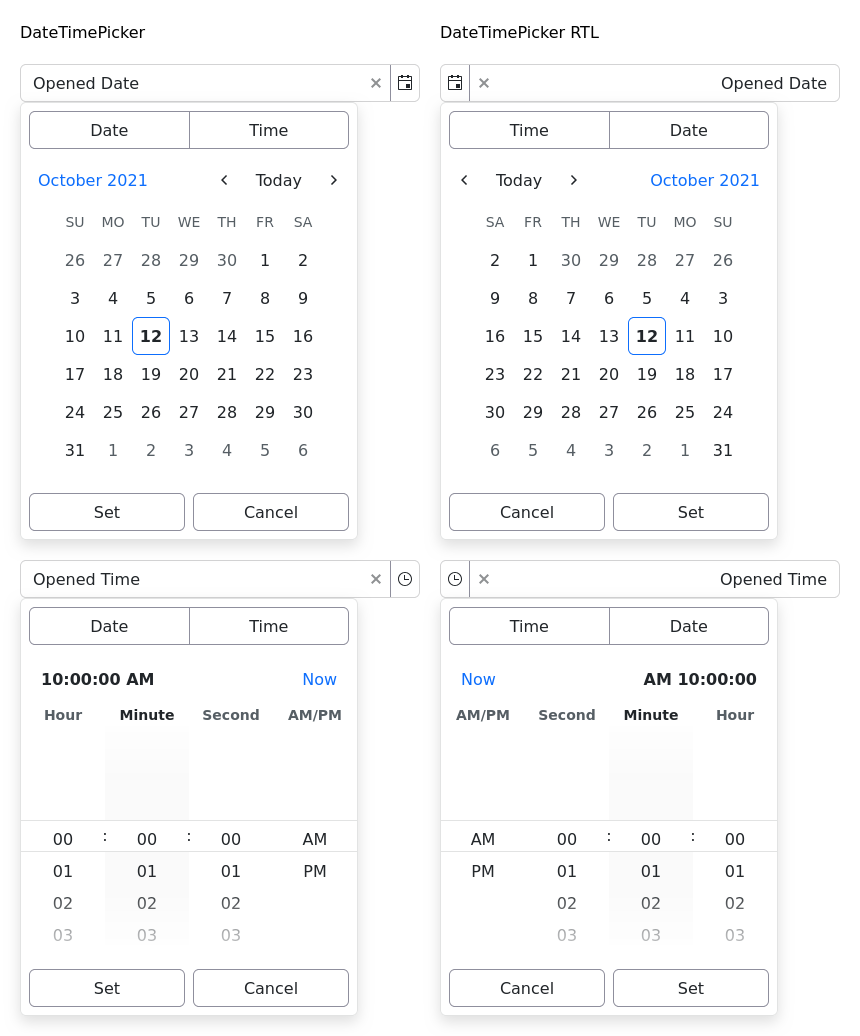 DateTimePicker
Opened Date
Date Time
October 2021 Today
SU MO TU WE TH FR SA
26 27 28 29 30 1 2
3 4 5 6 7 8 9
10 11 12 13 14 15 16
17 18 19 20 21 22 23
24 25 26 27 28 29 30
31 1 2 3 4 5 6
Set Cancel
Opened Time
Date Time
10:00:00 AM Now
Hour Minute Second AM/PM
00 : 00 : 00 AM
01 01 01 PM
02 02 02
03 03 03
Set Cancel
DateTimePicker RTL
Opened Date
Time Date
Today October 2021
SA FR TH WE TU MO SU
2 1 30 29 28 27 26
9 8 7 6 5 4 3
16 15 14 13 12 11 10
23 22 21 20 19 18 17
30 29 28 27 26 25 24
6 5 4 3 2 1 31
Cancel Set
Opened Time
Time Date
Now AM 10:00:00
AM/PM Second Minute Hour
AM 00 : 00 : 00
PM 01 01 01
02 02 02
03 03 03
Cancel Set